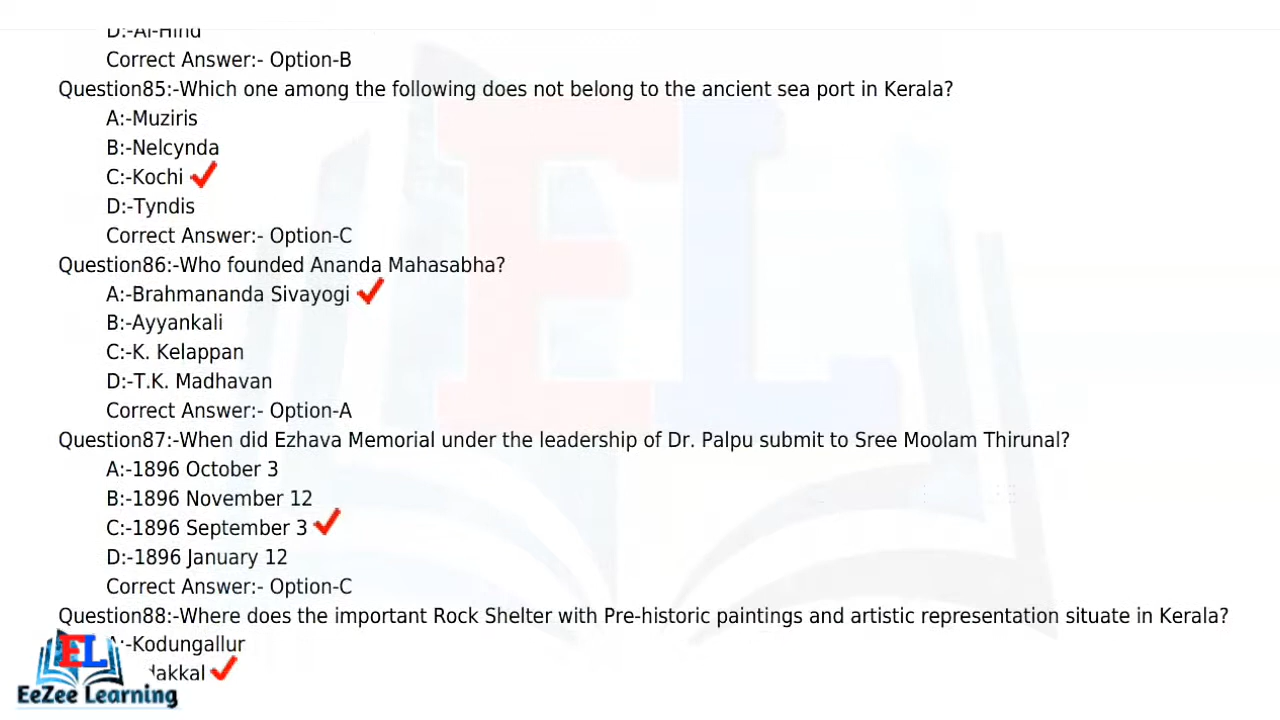 D:-Al-Hind
Correct Answer:- Option-B
Question85:-Which one among the following does not belong to the ancient sea port in Kerala?
A:-Muziris
B:-Nelcynda
C:-Kochi
D:-Tyndis
Correct Answer:- Option-C
Question86:-Who founded Ananda Mahasabha?
A:-Brahmananda Sivayogi
B:-Ayyankali
C:-K. Kelappan
D:-T.K. Madhavan
Correct Answer:- Option-A
Question87:-When did Ezhava Memorial under the leadership of Dr. Palpu submit to Sree Moolam Thirunal?
A:-1896 October 3
B:-1896 November 12
C:-1896 September 3
D:-1896 January 12
Correct Answer:- Option-C
Question88:-Where does the important Rock Shelter with Pre-historic paintings and artistic representation situate in Kerala?
A:-Kodungallur
EL
EeZee Learning